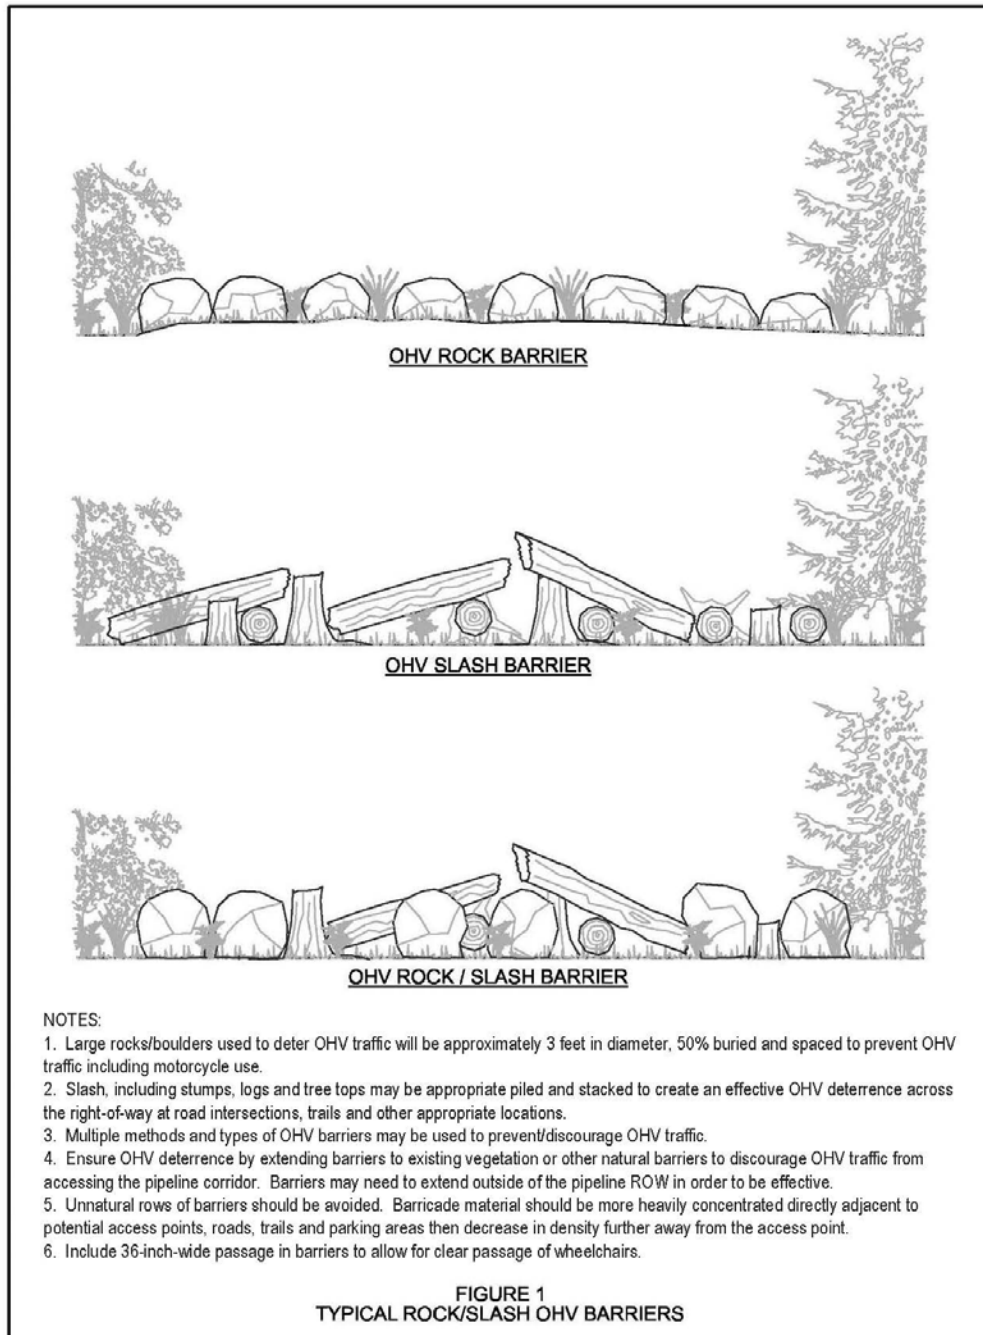 OHV ROCK BARRIER
OHV SLASH BARRIER
OHV ROCK / SLASH BARRIER
NOTES:
1. Large rocks/boulders used to deter OHV traffic will be approximately 3 feet in diameter, 50% buried and spaced to prevent OHV
traffic including motorcycle use.
2. Slash, including stumps, logs and tree tops may be appropriate piled and stacked to create an effective OHV deterrence across
the right-of-way at road intersections, trails and other appropriate locations.
3. Multiple methods and types of OHV barriers may be used to prevent/discourage OHV traffic.
4. Ensure OHV deterrence by extending barriers to existing vegetation or other natural barriers to discourage OHV traffic from
accessing the pipeline corridor. Barriers may need to extend outside of the pipeline ROW in order to be effective.
5. Unnatural rows of barriers should be avoided. Barricade material should be more heavily concentrated directly adjacent to
potential access points, roads, trails and parking areas then decrease in density further away from the access point.
6. Include 36-inch-wide passage in barriers to allow for clear passage of wheelchairs.
FIGURE 1
TYPICAL ROCK/SLASH OHV BARRIERS